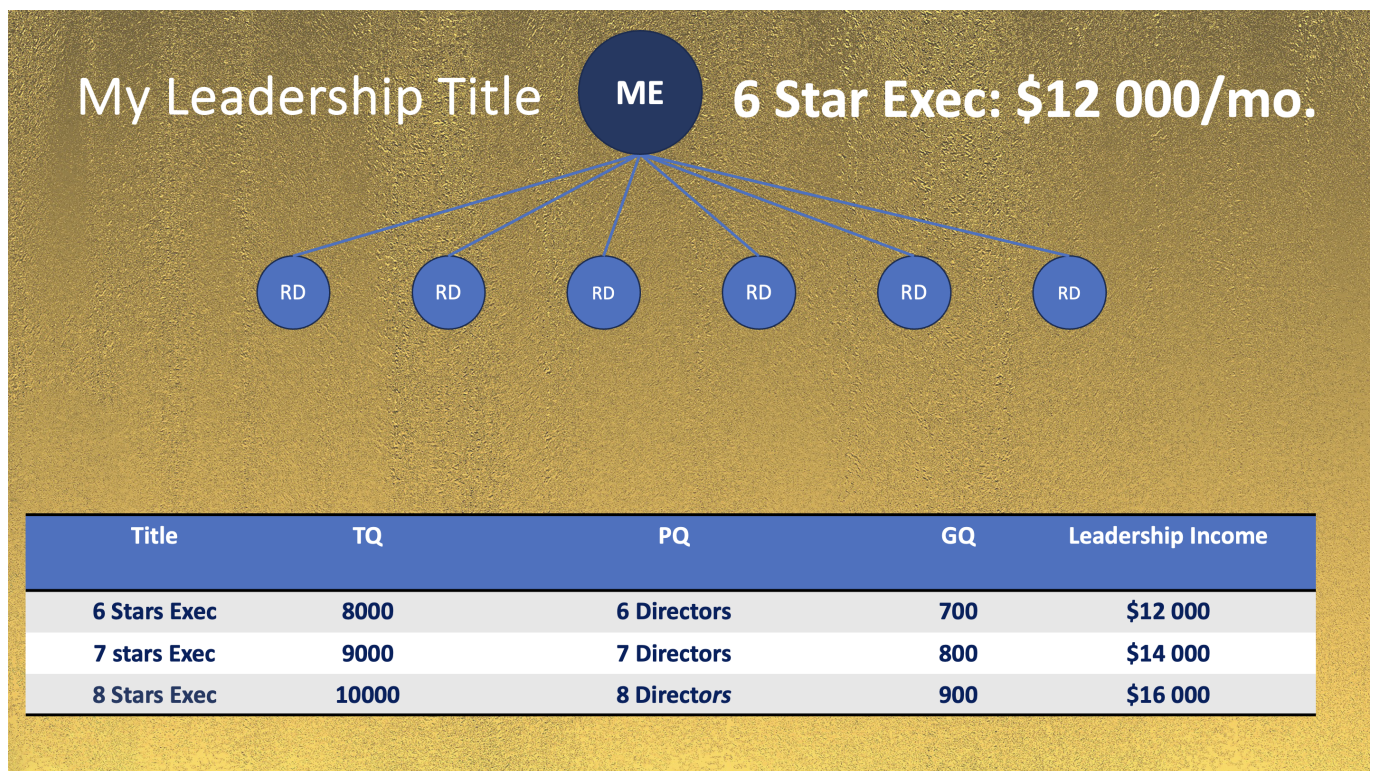 My Leadership Title ME 6 Star Exec: $12 000/mo.
RD RD RD RD RD RD
Title TQ PQ GQ Leadership Income
6 Stars Exec 8000 6 Directors 700 $12 000
7 stars Exec 9000 7 Directors 800 $14 000
8 Stars Exec 10000 8 Directors 900 $16 000